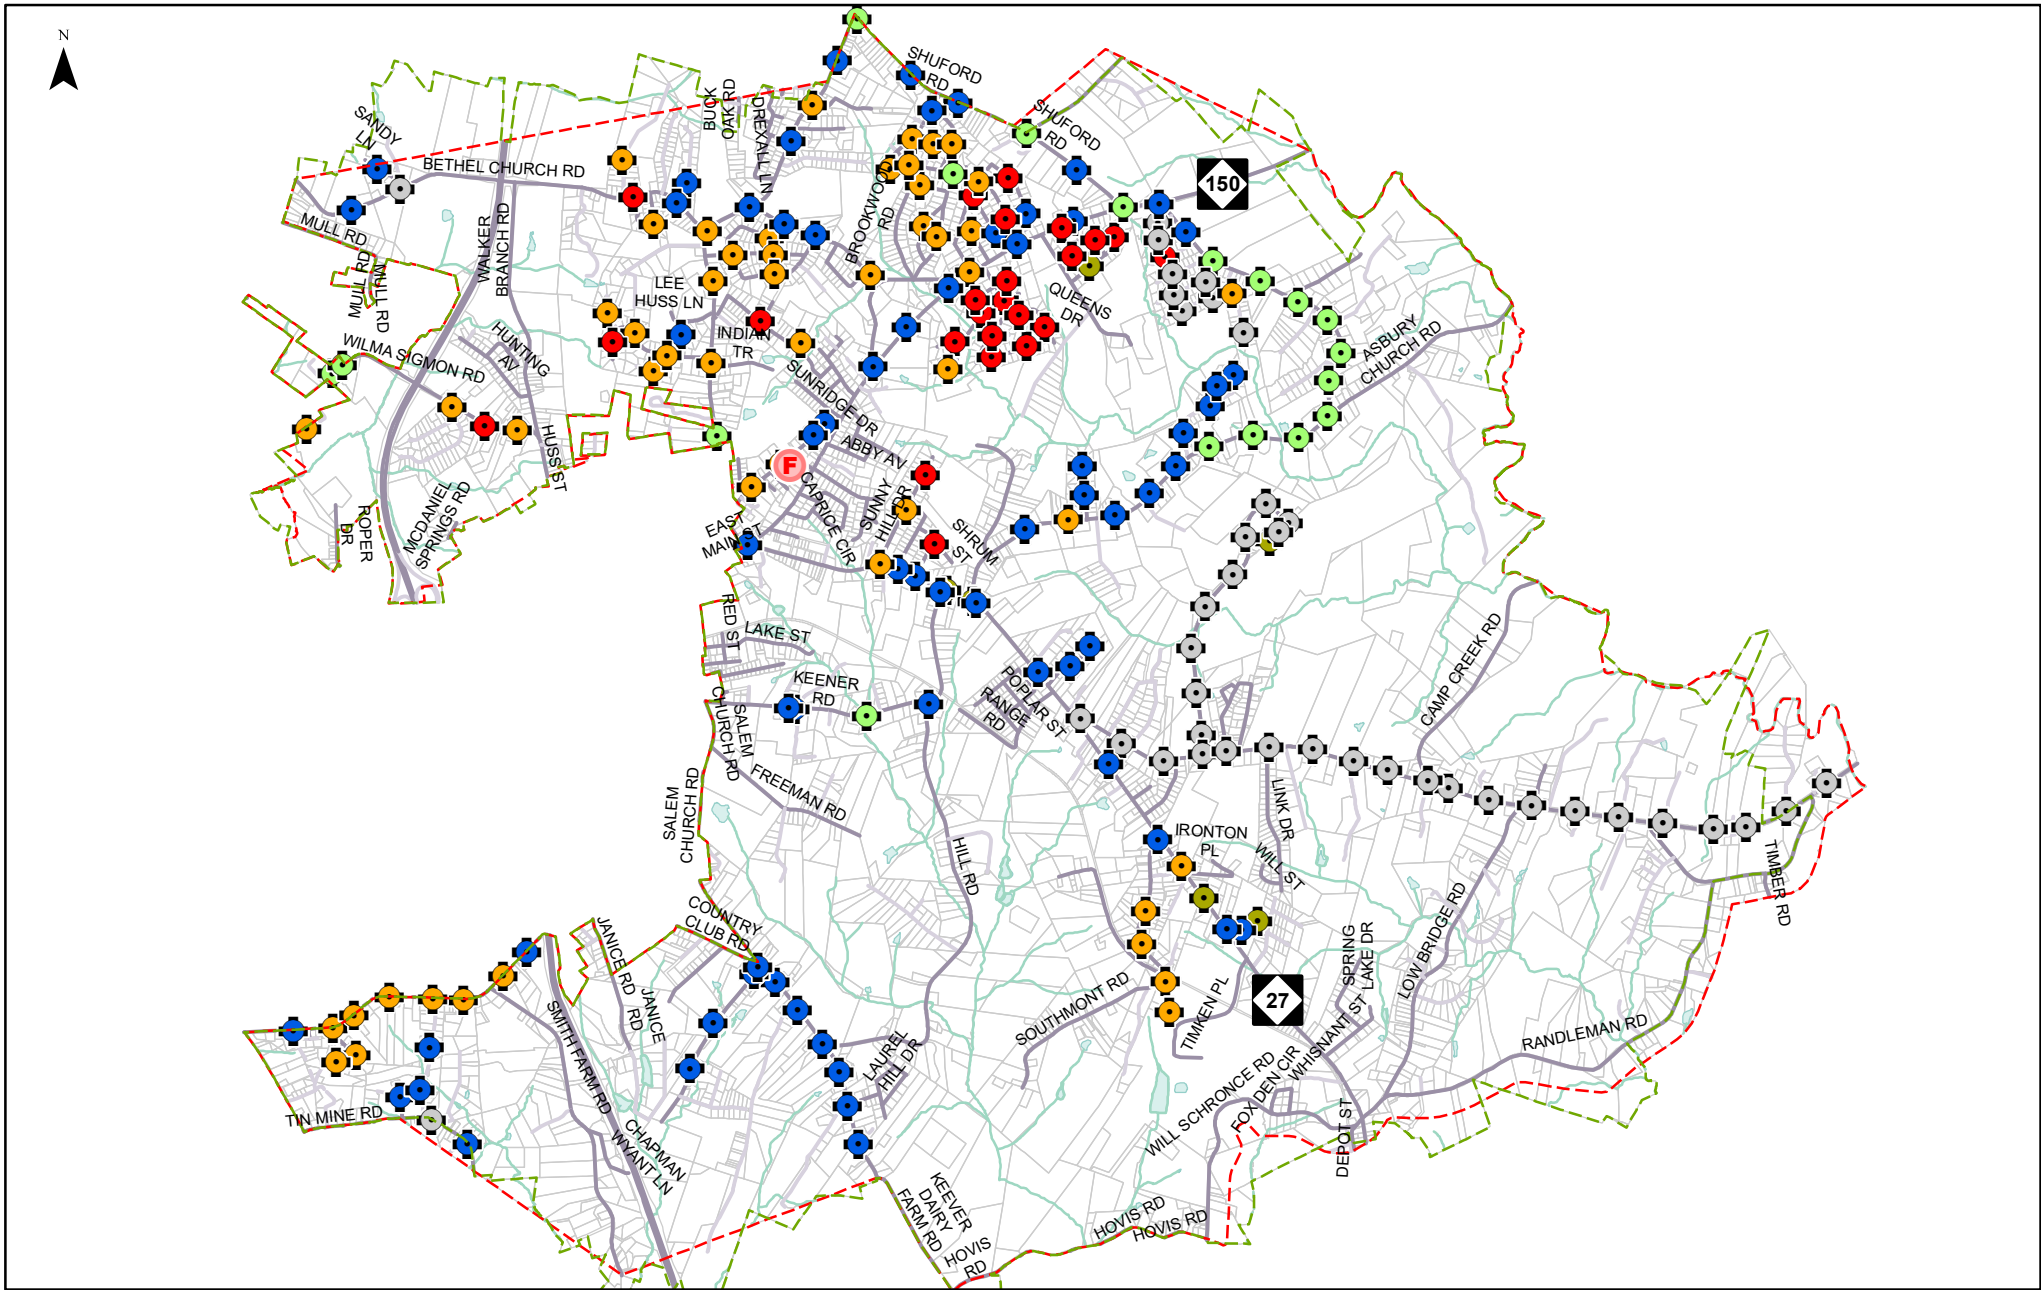 N
SHUFORD
RD
SHUFORD
RD
150
BUCK
OAK RD
DREXALL LN
SANDY
LN
BETHEL CHURCH RD
MULL RD
MULL RD
MULL RD
WALKER
BRANCH RD
BROOKWOOD
RD
LEE
HUSS LN
INDIAN
TR
QUEENS
DR
ASBURY
CHURCH RD
WILMA SIGMON RD
HUNTING
AV
HUSS ST
SUNRIDGE DR
ABBY AV
F
CAPRICE CIR
SUNNY
HILL DR
SHRUM
ST
EAST
MAIN ST
ROPER
DR
MCDANIEL
SPRINGS RD
RED ST
LAKE ST
KEENER
RD
SALEM
CHURCH RD
POPLAR ST
RANGE
RD
CAMP CREEK RD
FREEMAN RD
SALEM
CHURCH RD
LINK DR
IRONTON
PL
WILL ST
HILL RD
TIMBER RD
COUNTRY
CLUB RD
JANICE RD
JANICE
RD
SPRING
LAKE DR
LOW BRIDGE RD
27
SOUTHMONT RD
TIMKEN PL
WHISNANT ST
RANDLEMAN RD
SMITH FARM RD
LAUREL
HILL DR
WILL SCHRONCE RD
FOX DEN CIR
DEPOT ST
TIN MINE RD
CHAPMAN
WYANT LN
KEEVER
DAIRY
FARM RD
HOVIS
RD
HOVIS RD
HOVIS RD